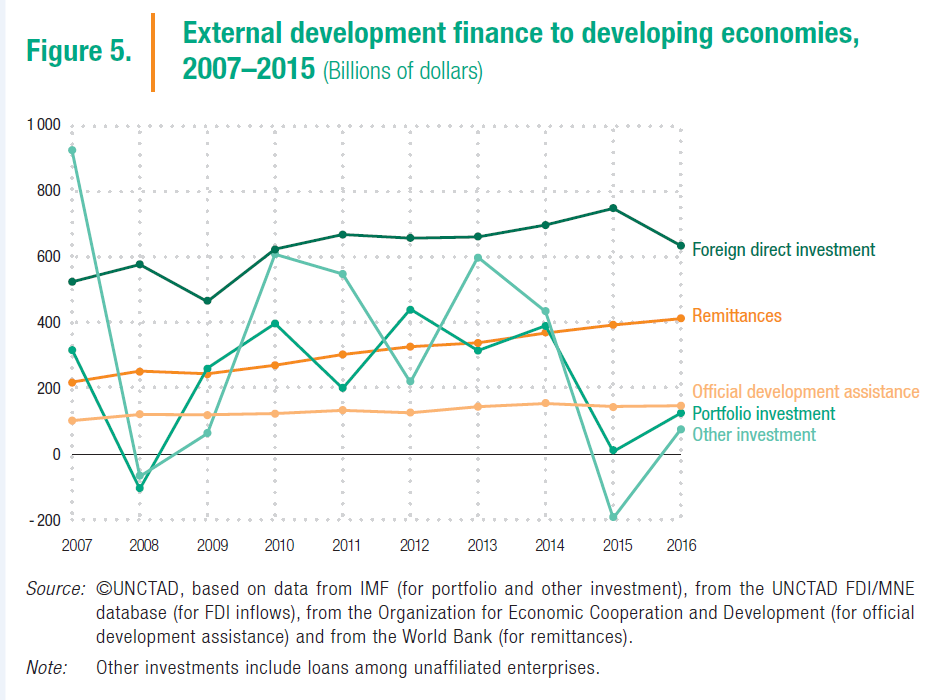 Figure 5.
External development finance to developing economies,
2007–2015 (Billions of dollars)
1 000
800
600
400
200
0
- 200
2007 2008 2009 2010 2011 2012 2013 2014 2015 2016
Foreign direct investment
Remittances
Official development assistance
Portfolio investment
Other investment
Source: ©UNCTAD, based on data from IMF (for portfolio and other investment), from the UNCTAD FDI/MNE
database (for FDI inflows), from the Organization for Economic Cooperation and Development (for official
development assistance) and from the World Bank (for remittances).
Note: Other investments include loans among unaffiliated enterprises.